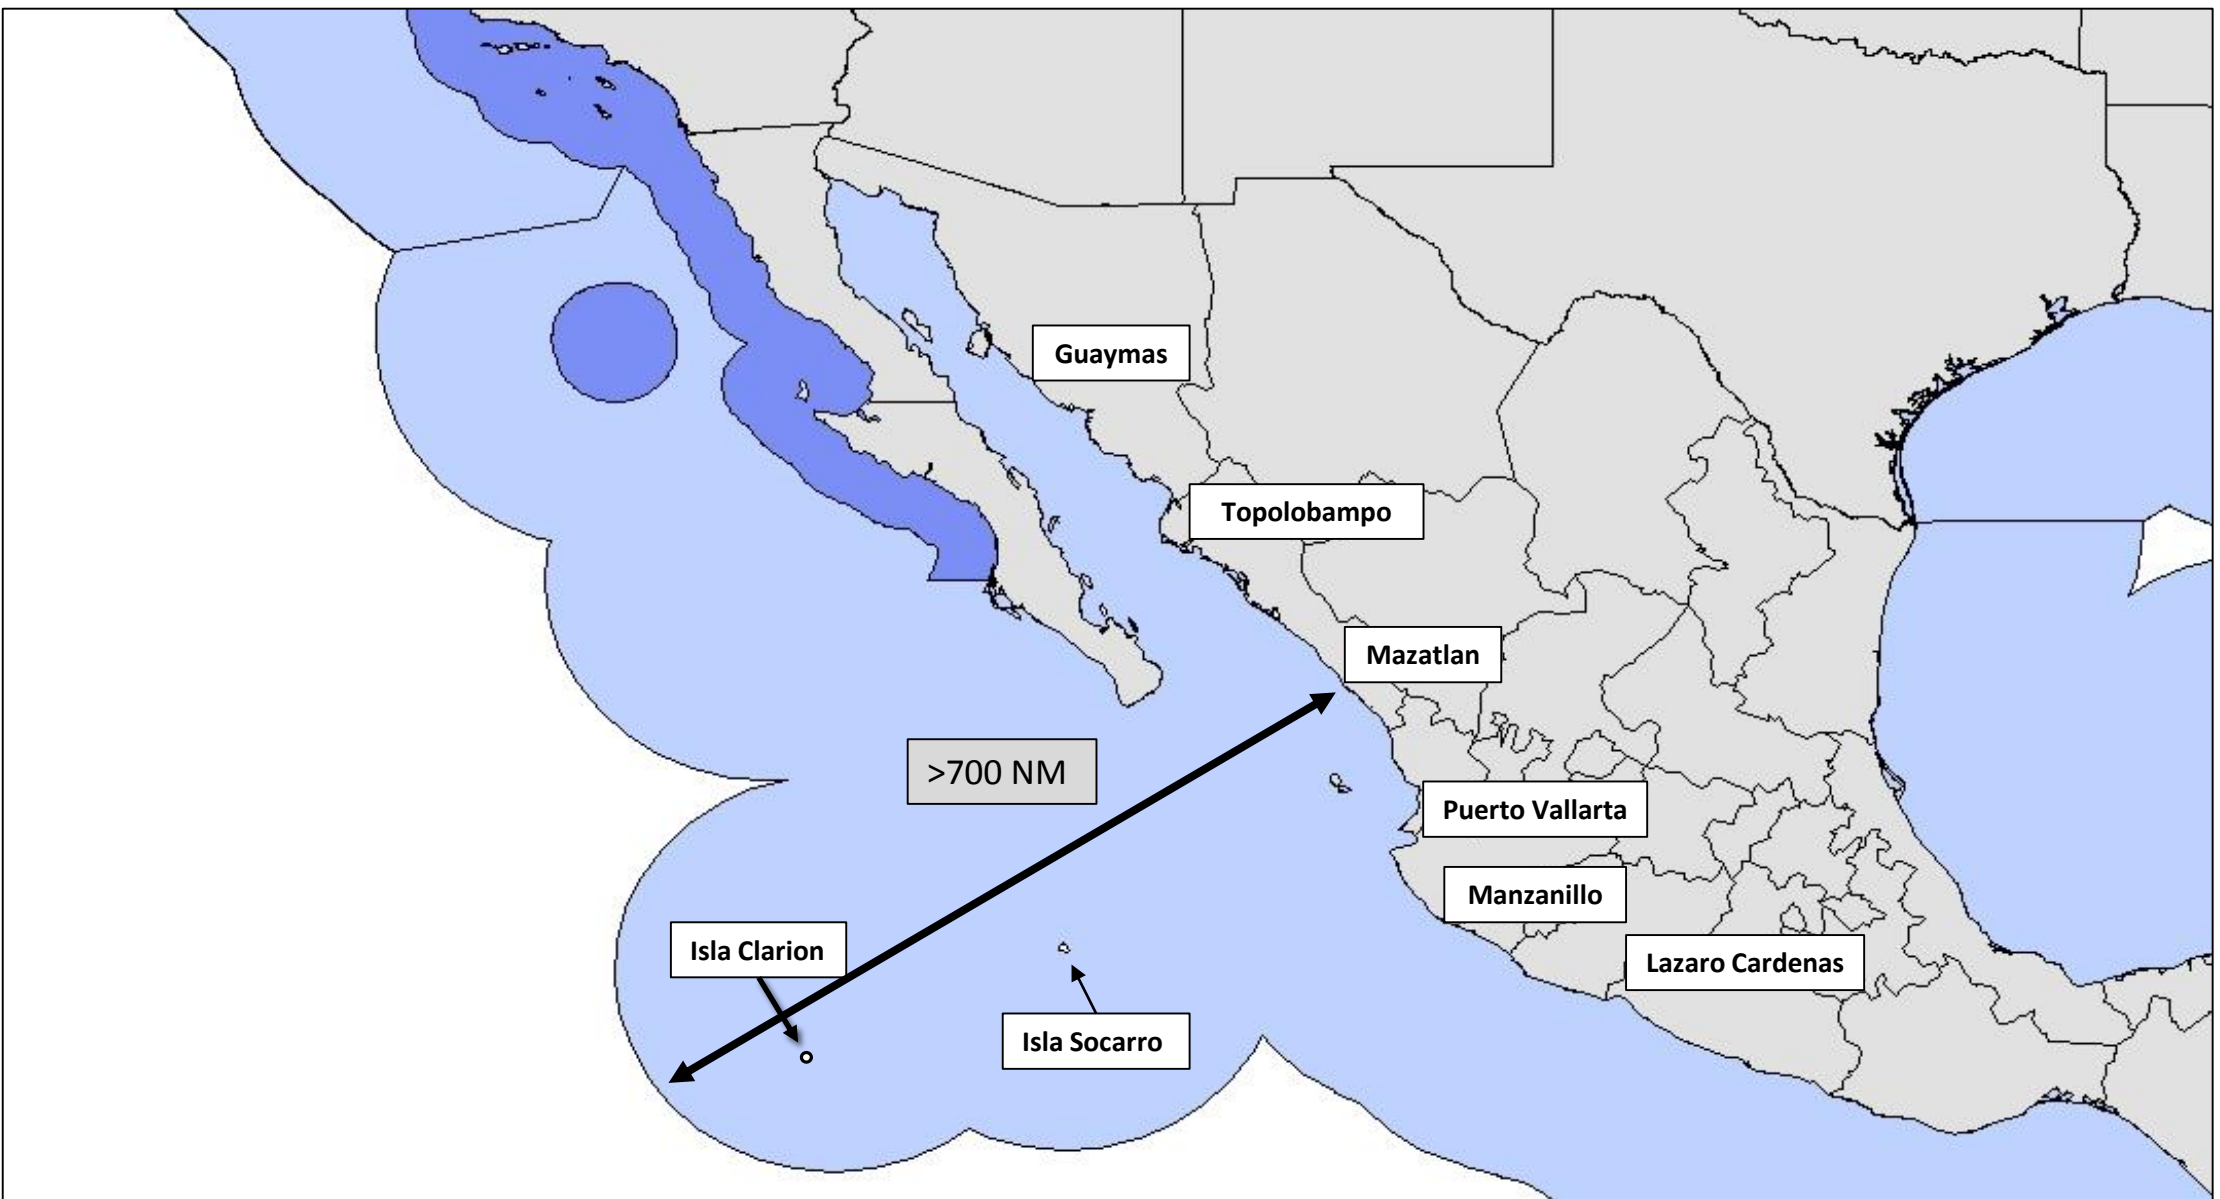 Guaymas
Topolobampo
Mazatlan
>700 NM
Puerto Vallarta
Manzanillo
Isla Clarion
Lazaro Cardenas
Isla Socarro